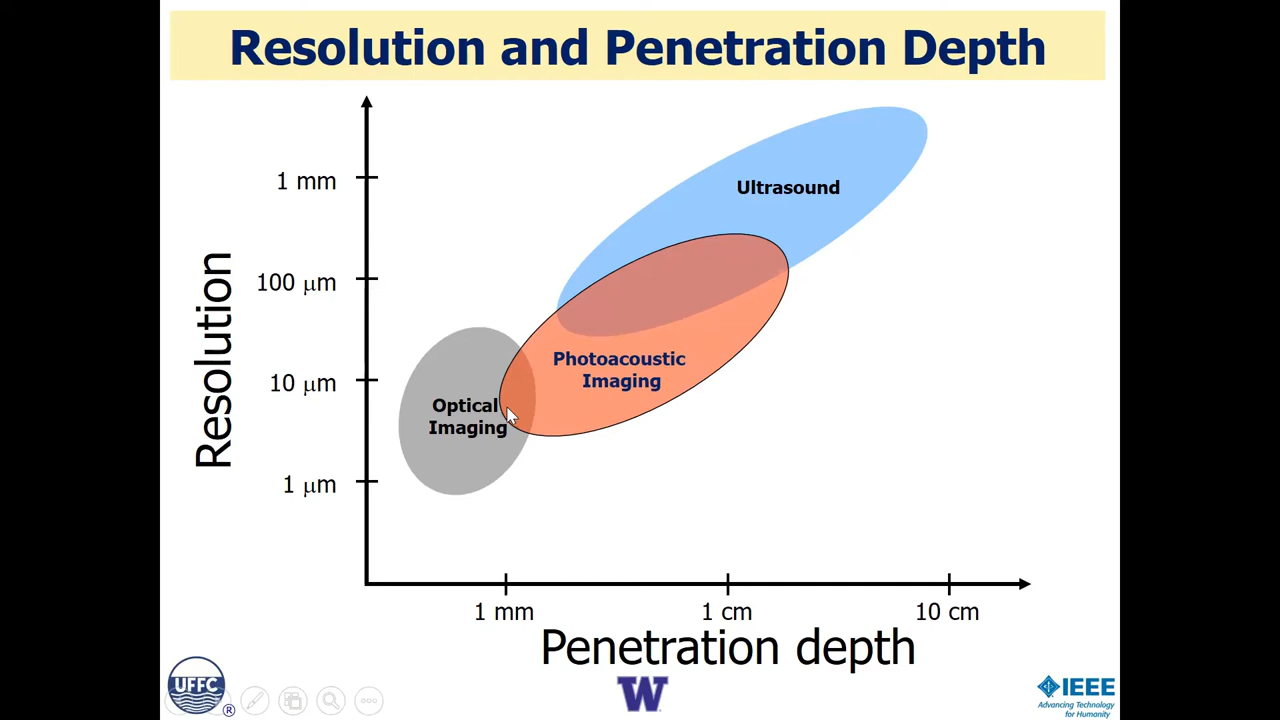 Resolution and Penetration Depth
1 mm
100 μm
10 μm
1 μm
Resolution
Ultrasound
Photoacoustic
Imaging
Optical
Imaging
1 mm
1 cm
10 cm
Penetration depth
UFFC
®
W
IEEE
Advancing Technology
for Humanity